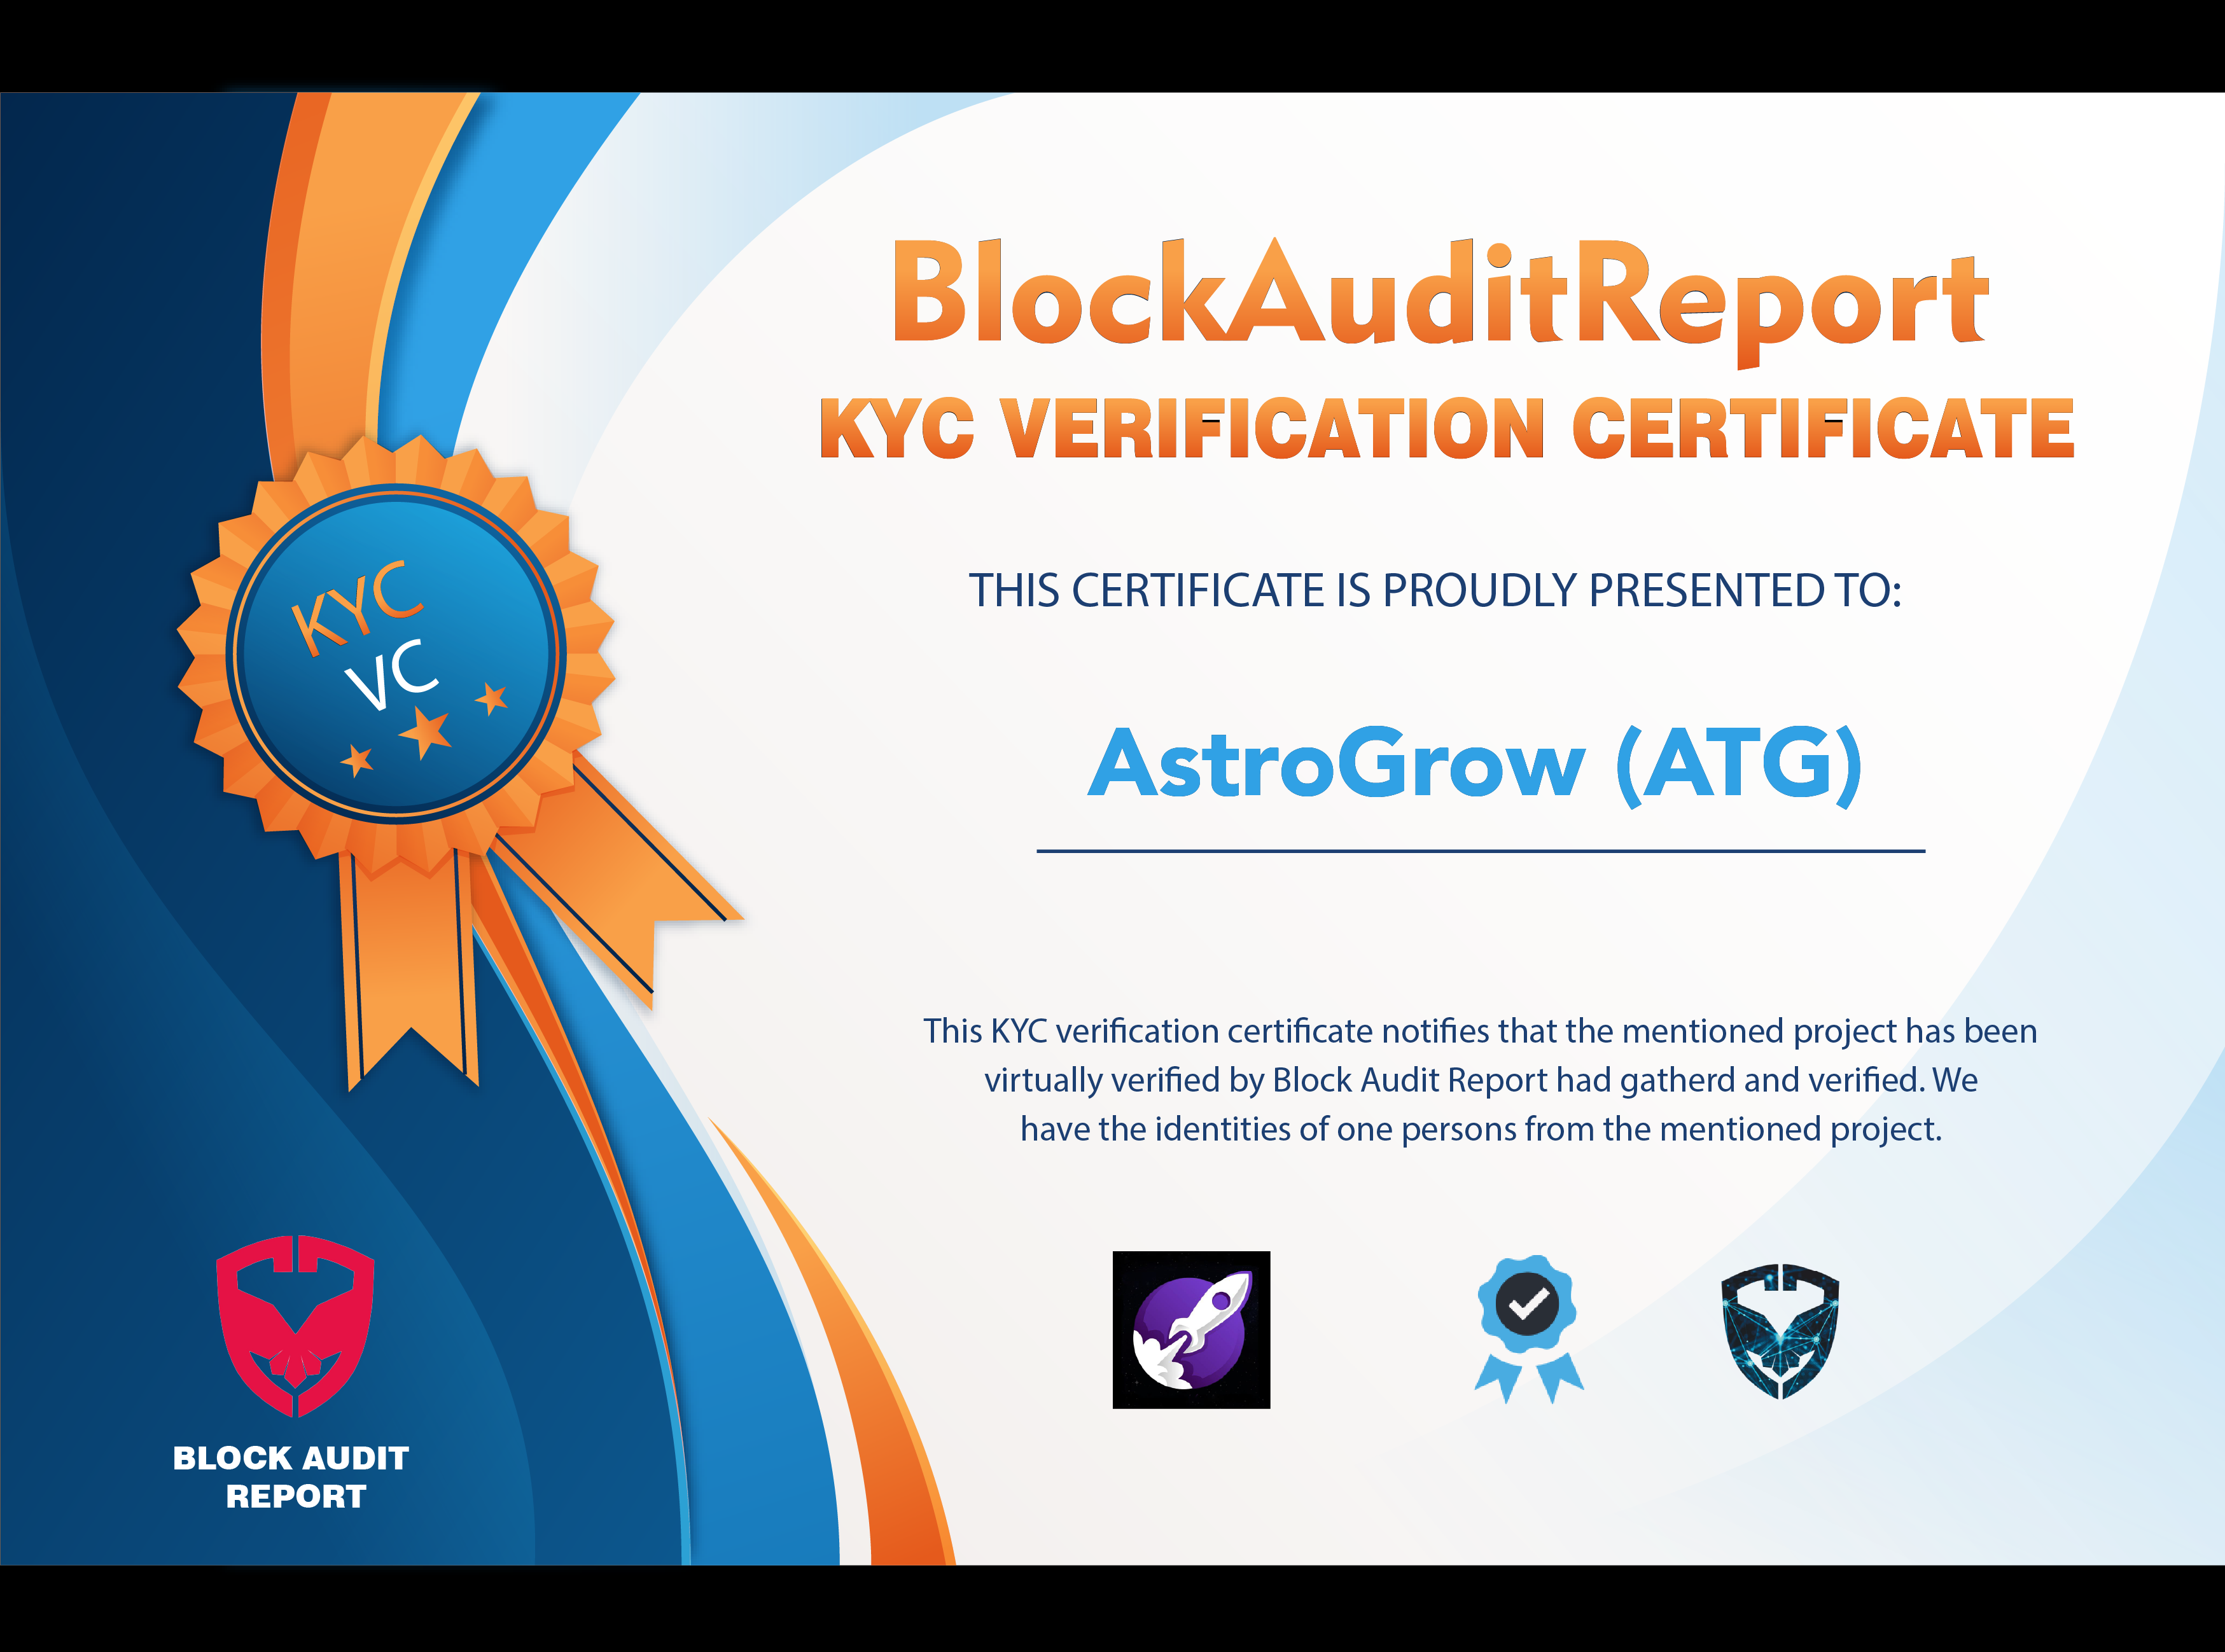 BlockAuditReport
KYC VERIFICATION CERTIFICATE
THIS CERTIFICATE IS PROUDLY PRESENTED TO:
KYC
VC
AstroGrow (ATG)
This KYC verification certificate notifies that the mentioned project has been
virtually verified by Block Audit Report had gatherd and verified. We
have the identities of one persons from the mentioned project.
BLOCK AUDIT
REPORT